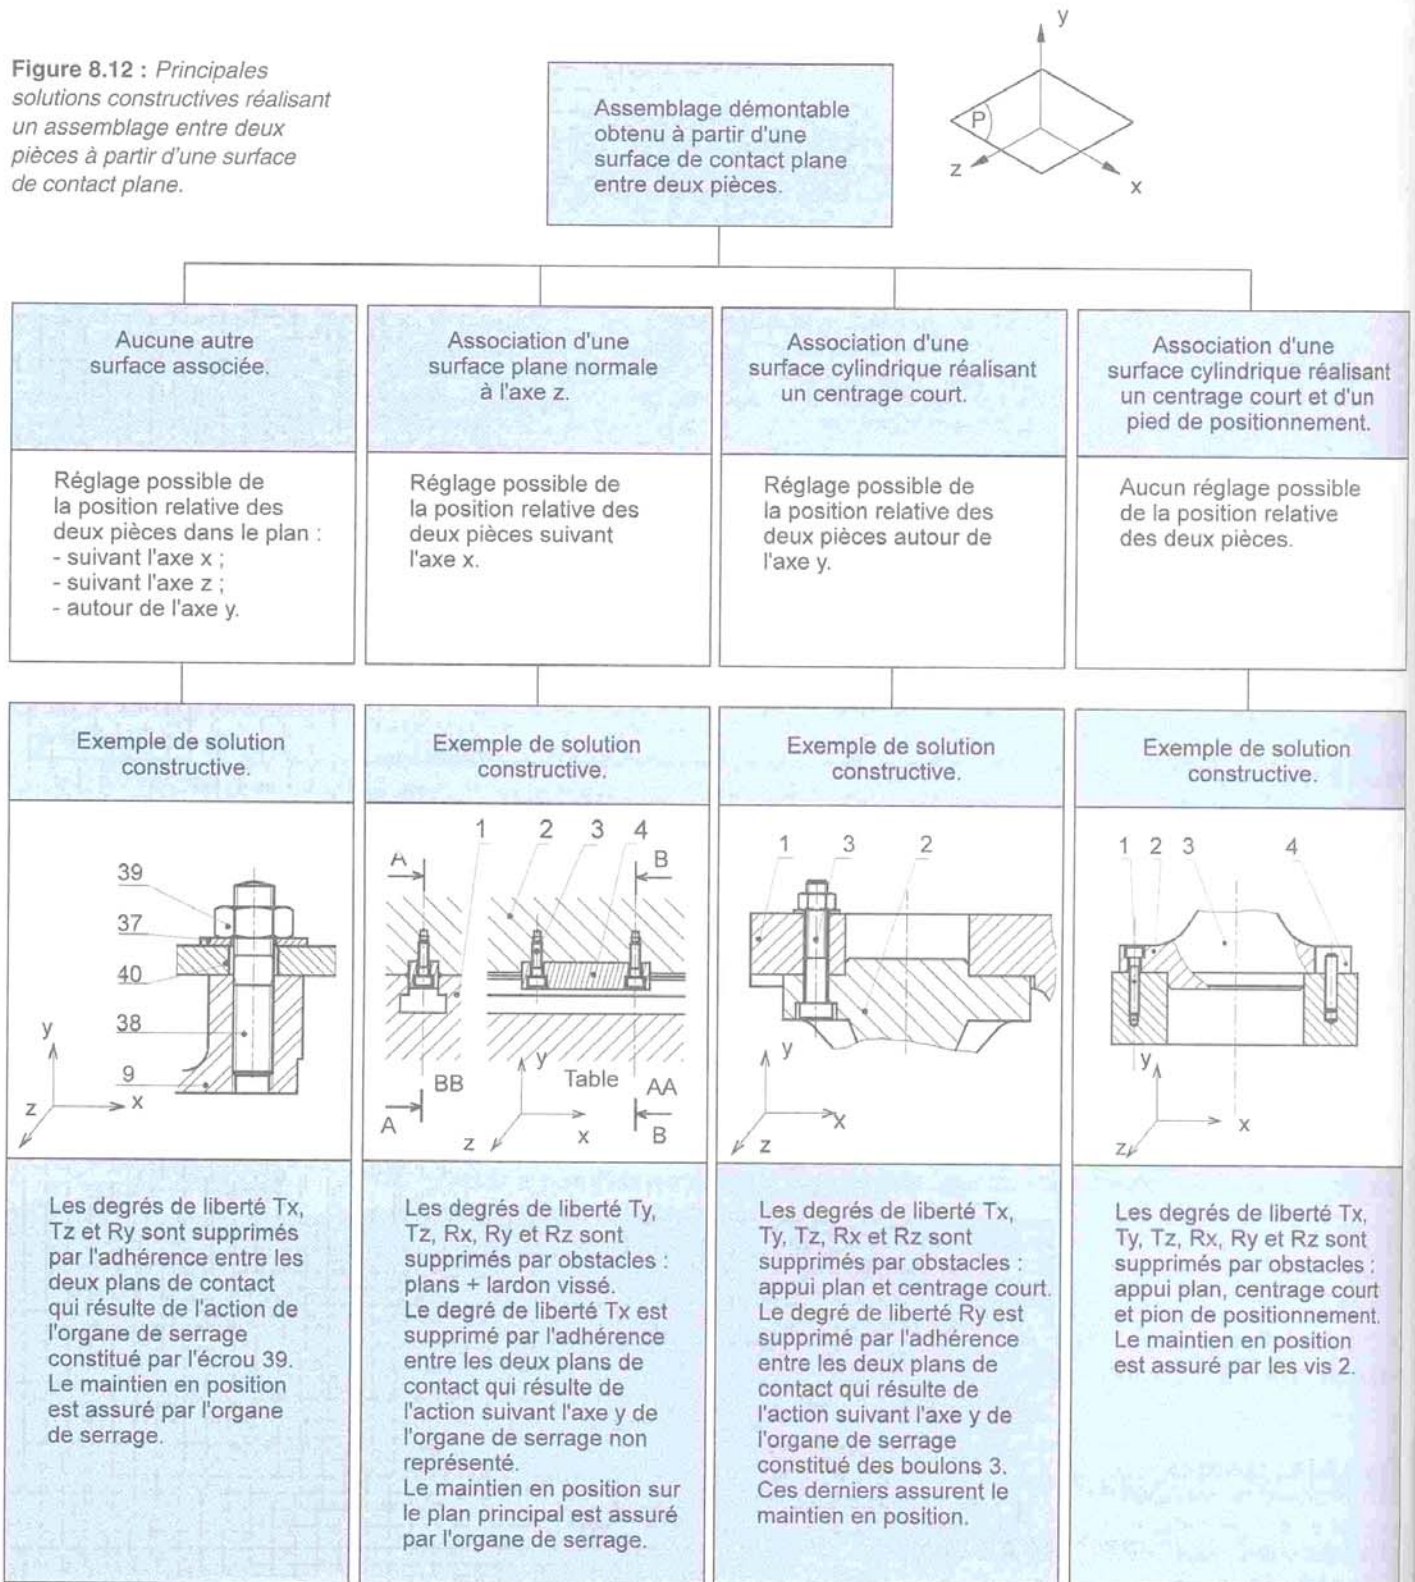 Figure 8.12 : Principales
solutions constructives réalisant
un assemblage entre deux
pièces à partir d'une surface
de contact plane.
Assemblage démontable
obtenu à partir d'une
surface de contact plane
entre deux pièces.
y
P
z
x
Aucune autre
surface associée.
Association d'une
surface plane normale
à l'axe z.
Association d'une
surface cylindrique réalisant
un centrage court.
Association d'une
surface cylindrique réalisant
un centrage court et d'un
pied de positionnement.
Réglage possible de
la position relative des
deux pièces dans le plan :
- suivant l'axe x ;
- suivant l'axe z ;
- autour de l'axe y.
Réglage possible de
la position relative des
deux pièces suivant
l'axe x.
Réglage possible de
la position relative des
deux pièces autour de
l'axe y.
Aucun réglage possible
de la position relative
des deux pièces.
Exemple de solution
constructive.
Exemple de solution
constructive.
Exemple de solution
constructive.
Exemple de solution
constructive.
39
37
40
38
9
y
z
x
1 2 3 4
A
B
BB
y
Table
AA
A
z
x
B
1 3 2
y
x
z
1 2 3 4
y
x
z
Les degrés de liberté Tx,
Tz et Ry sont supprimés
par l'adhérence entre les
deux plans de contact
qui résulte de l'action de
l'organe de serrage
constitué par l'écrou 39.
Le maintien en position
est assuré par l'organe
de serrage.
Les degrés de liberté Ty,
Tz, Rx, Ry et Rz sont
supprimés par obstacles :
plans + lardon vissé.
Le degré de liberté Tx est
supprimé par l'adhérence
entre les deux plans de
contact qui résulte de
l'action suivant l'axe y de
l'organe de serrage non
représenté.
Le maintien en position sur
le plan principal est assuré
par l'organe de serrage.
Les degrés de liberté Tx,
Ty, Tz, Rx et Rz sont
supprimés par obstacles :
appui plan et centrage court.
Le degré de liberté Ry est
supprimé par l'adhérence
entre les deux plans de
contact qui résulte de
l'action suivant l'axe y de
l'organe de serrage
constitué des boulons 3.
Ces derniers assurent le
maintien en position.
Les degrés de liberté Tx,
Ty, Tz, Rx, Ry et Rz sont
supprimés par obstacles :
appui plan, centrage court
et pion de positionnement.
Le maintien en position
est assuré par les vis 2.